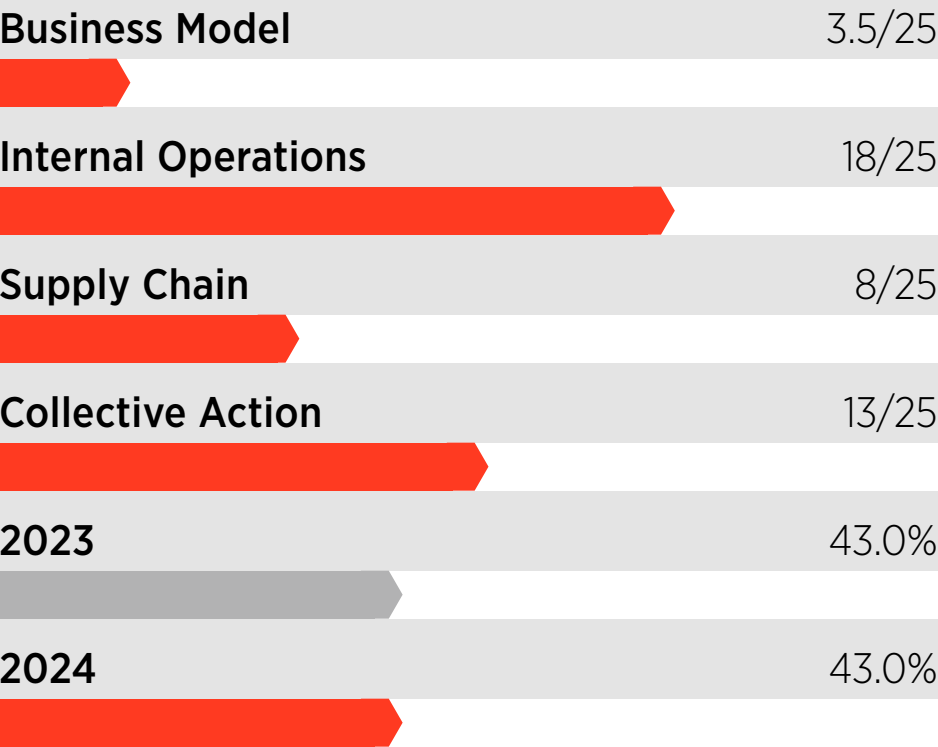 Business Model 3.5/25
Internal Operations 18/25
Supply Chain 8/25
Collective Action 13/25
2023 43.0%
2024 43.0%